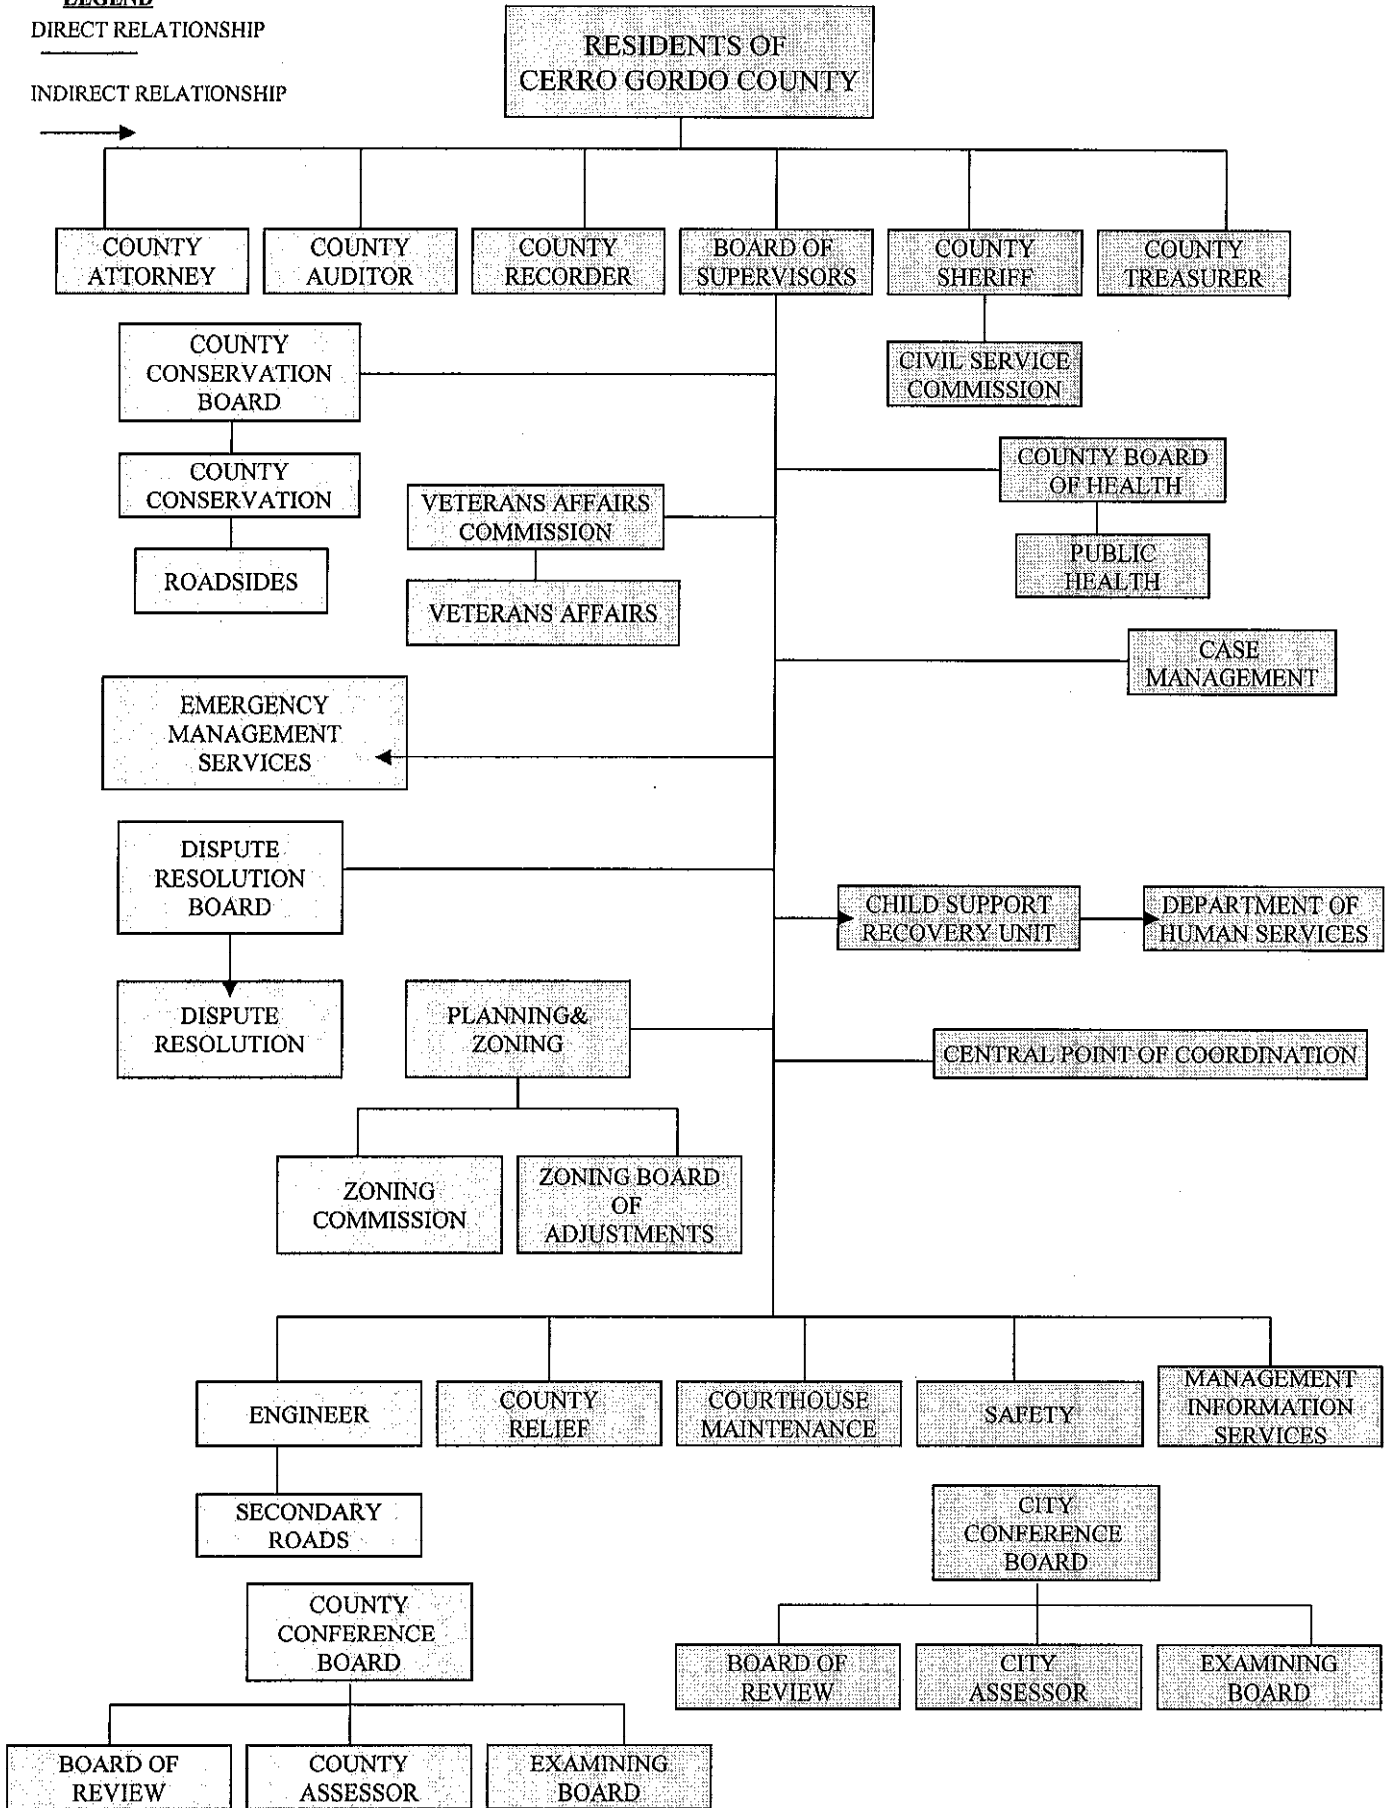 LEGEND
DIRECT RELATIONSHIP
INDIRECT RELATIONSHIP
RESIDENTS OF
CERRO GORDO COUNTY
COUNTY
ATTORNEY
COUNTY
AUDITOR
COUNTY
RECORDER
BOARD OF
SUPERVISORS
COUNTY
SHERIFF
COUNTY
TREASURER
COUNTY
CONSERVATION
BOARD
CIVIL SERVICE
COMMISSION
COUNTY
CONSERVATION
VETERANS AFFAIRS
COMMISSION
COUNTY BOARD
OF HEALTH
ROADSIDES
VETERANS AFFAIRS
PUBLIC
HEALTH
CASE
MANAGEMENT
EMERGENCY
MANAGEMENT
SERVICES
DISPUTE
RESOLUTION
BOARD
CHILD SUPPORT
RECOVERY UNIT
DEPARTMENT OF
HUMAN SERVICES
DISPUTE
RESOLUTION
PLANNING&
ZONING
CENTRAL POINT OF COORDINATION
ZONING
COMMISSION
ZONING BOARD
OF
ADJUSTMENTS
ENGINEER
COUNTY
RELIEF
COURTHOUSE
MAINTENANCE
SAFETY
MANAGEMENT
INFORMATION
SERVICES
SECONDARY
ROADS
CITY
CONFERENCE
BOARD
COUNTY
CONFERENCE
BOARD
BOARD OF
REVIEW
CITY
ASSESSOR
EXAMINING
BOARD
BOARD OF
REVIEW
COUNTY
ASSESSOR
EXAMINING
BOARD